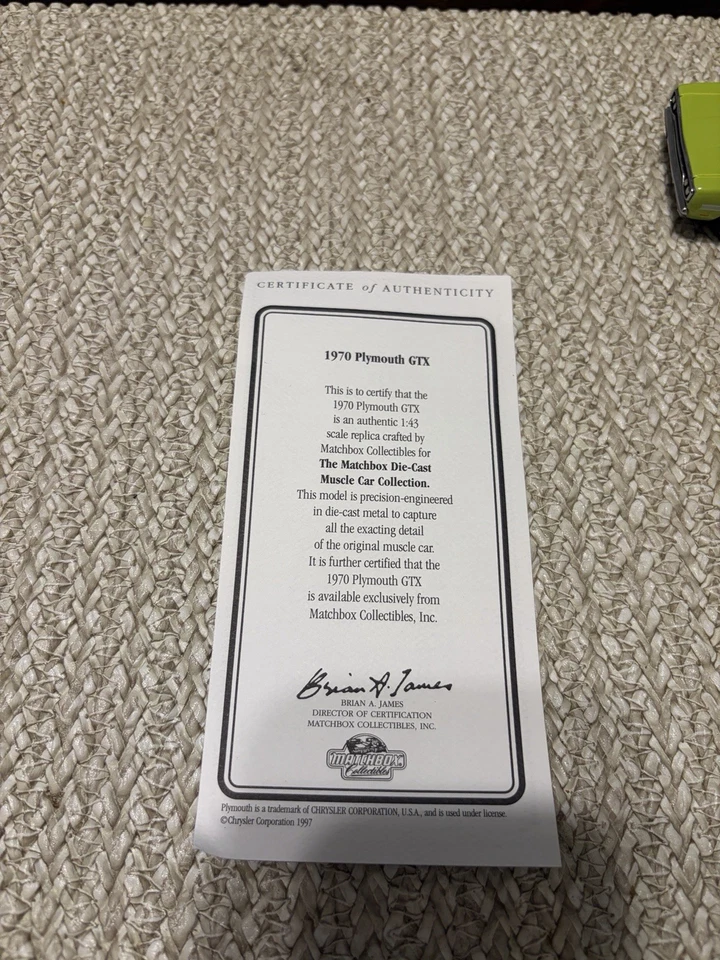 CERTIFICATE of AUTHENTICITY
1970 Plymouth GTX
This is to certify that the
1970 Plymouth GTX
is an authentic 1:43
scale replica crafted by
Matchbox Collectibles for
The Matchbox Die-Cast
Muscle Car Collection.
This model is precision-engineered
in die-cast metal to capture
all the exacting detail
of the original muscle car.
It is further certified that the
1970 Plymouth GTX
is available exclusively from
Matchbox Collectibles, Inc.
Brian A. James
BRIAN A. JAMES
DIRECTOR OF CERTIFICATION
MATCHBOX COLLECTIBLES, INC.
MATCHBOX
Collectibles
Plymouth is a trademark of CHRYSLER CORPORATION, U.S.A., and is used under license.
©Chrysler Corporation 1997